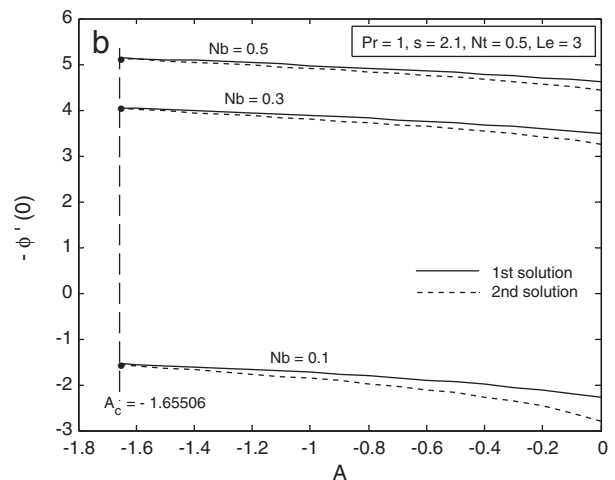 b
Pr = 1, s = 2.1, Nt = 0.5, Le = 3
6
5
4
3
2
1
0
-1
-2
-3
- ϕ ' (0)
Nb = 0.5
Nb = 0.3
1st solution
2nd solution
Nb = 0.1
A_c = - 1.65506
-1.8 -1.6 -1.4 -1.2 -1 -0.8 -0.6 -0.4 -0.2 0
A